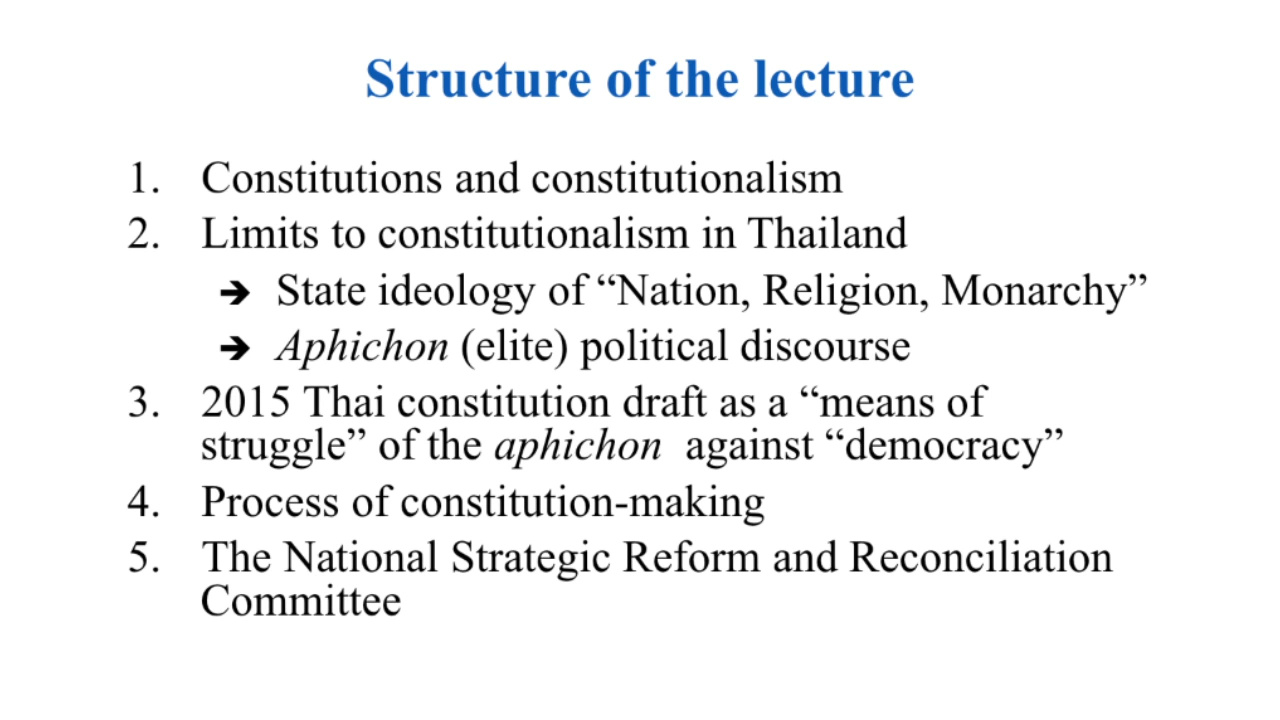 Structure of the lecture
1. Constitutions and constitutionalism
2. Limits to constitutionalism in Thailand
➔ State ideology of “Nation, Religion, Monarchy”
➔ Aphichon (elite) political discourse
3. 2015 Thai constitution draft as a “means of
struggle” of the aphichon against “democracy”
4. Process of constitution-making
5. The National Strategic Reform and Reconciliation
Committee